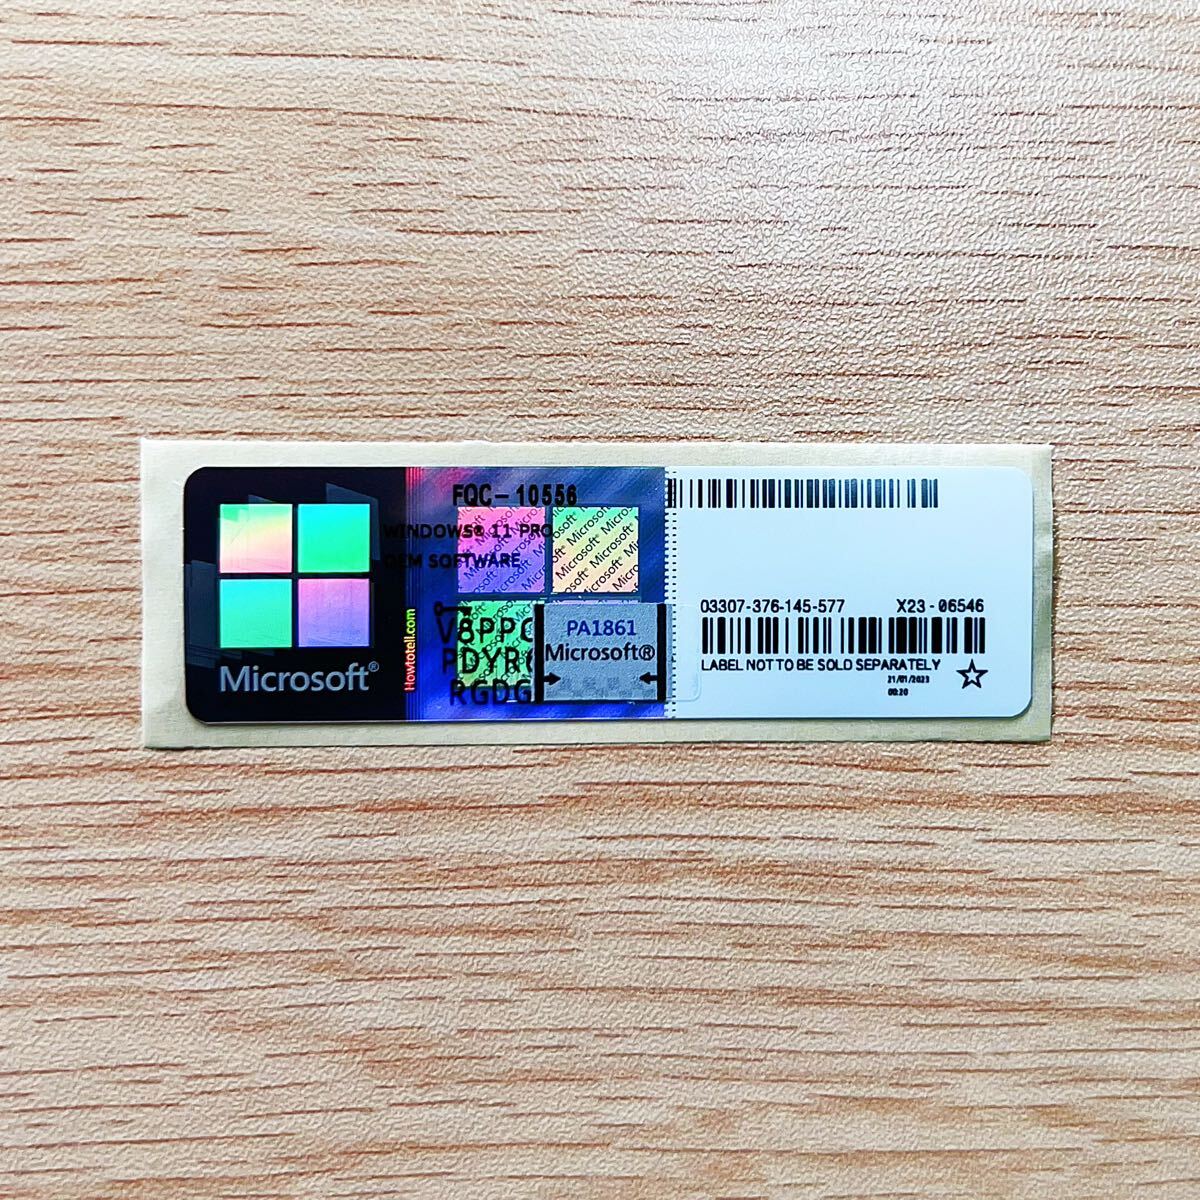 FQC-10556
WINDOWS® 11 PRO
OEM SOFTWARE
Microsoft®
Howtotell.com
PA1861
Microsoft®
03307-376-145-577 X23-06546
LABEL NOT TO BE SOLD SEPARATELY
21/01/2023
00:20